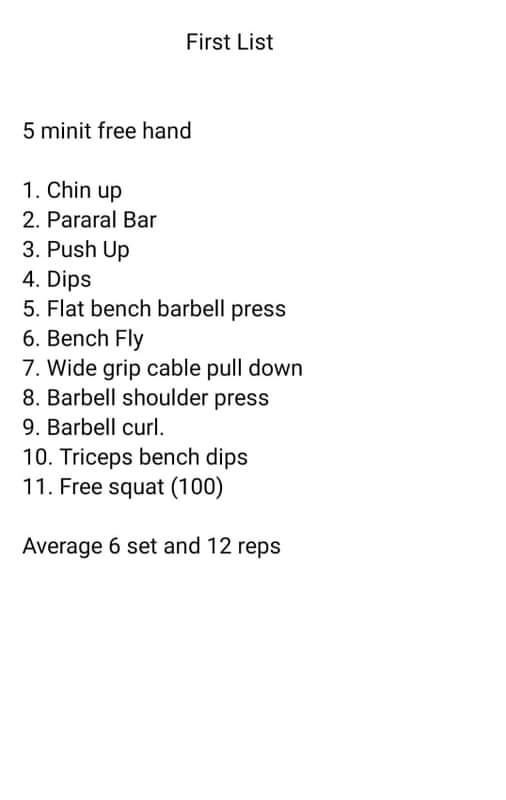 First List
5 minit free hand
1. Chin up
2. Pararal Bar
3. Push Up
4. Dips
5. Flat bench barbell press
6. Bench Fly
7. Wide grip cable pull down
8. Barbell shoulder press
9. Barbell curl.
10. Triceps bench dips
11. Free squat (100)
Average 6 set and 12 reps